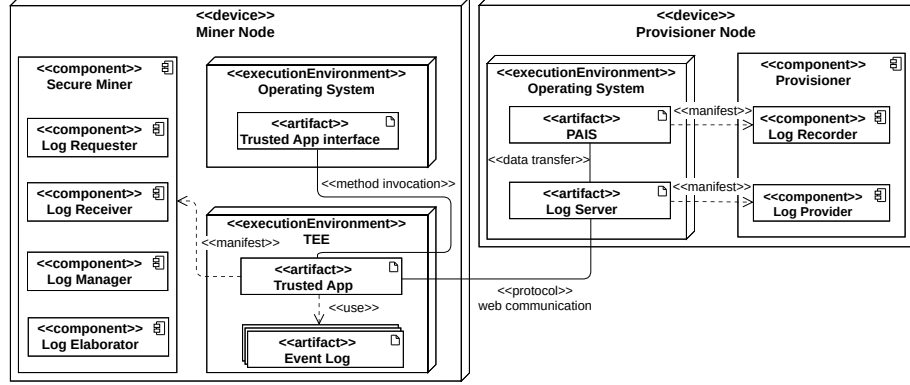 <<device>>
Miner Node
<<component>>
Secure Miner
<<component>>
Log Requester
<<component>>
Log Receiver
<<component>>
Log Manager
<<component>>
Log Elaborator
<<executionEnvironment>>
Operating System
<<artifact>>
Trusted App interface
<<method invocation>>
<<executionEnvironment>>
TEE
<<manifest>>
<<artifact>>
Trusted App
<<use>>
<<artifact>>
Event Log
<<protocol>>
web communication
<<device>>
Provisioner Node
<<executionEnvironment>>
Operating System
<<artifact>>
PAIS
<<data transfer>>
<<artifact>>
Log Server
<<manifest>>
<<manifest>>
<<component>>
Provisioner
<<component>>
Log Recorder
<<component>>
Log Provider